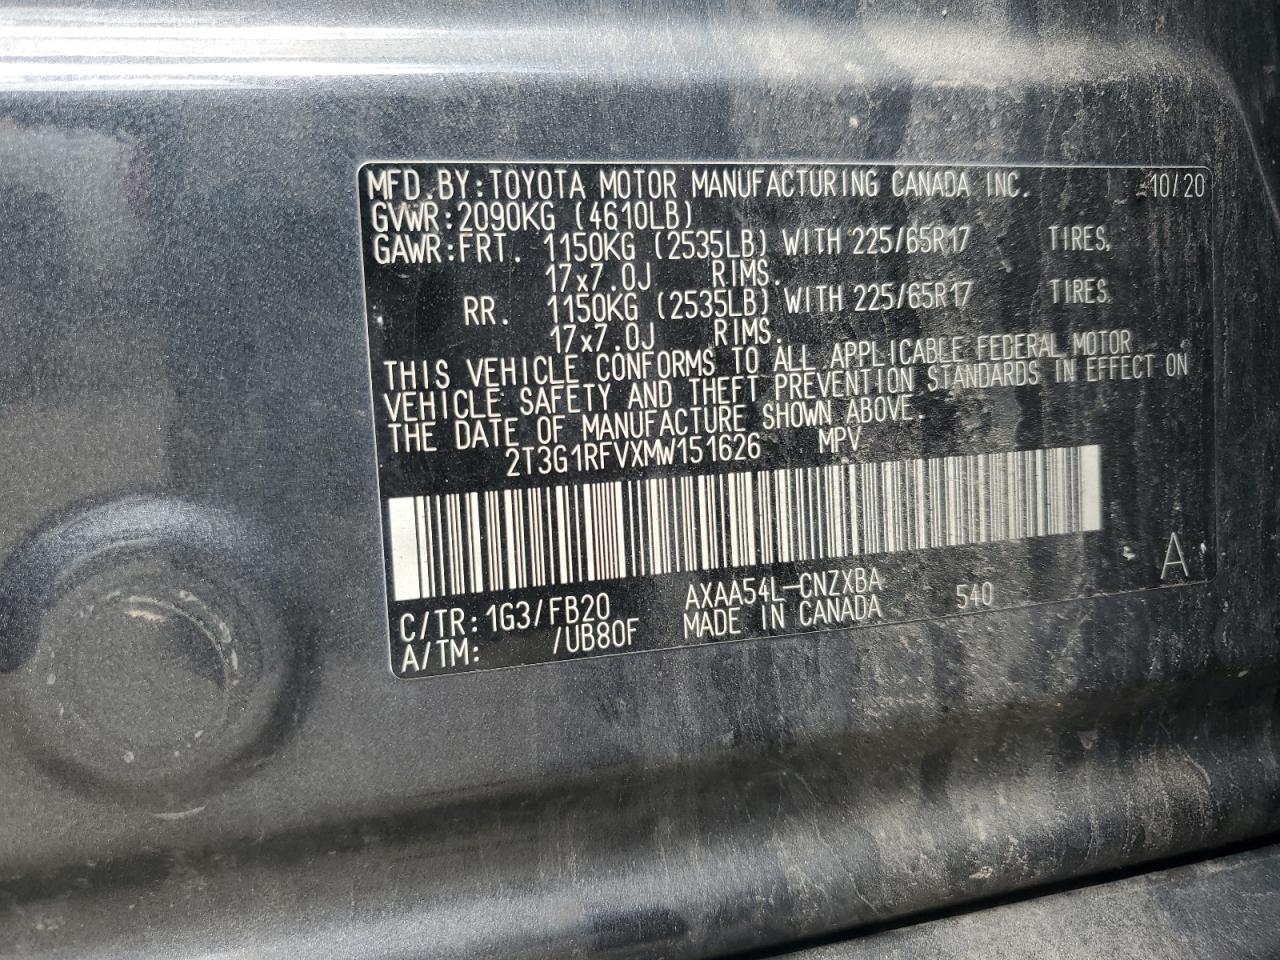 MFD.BY:TOYOTA MOTOR MANUFACTURING CANADA INC. 10/20
GVWR:2090KG (4610LB)
GAWR:FRT. 1150KG (2535LB) WITH 225/65R17 TIRES,
17x7.0J RIMS.
RR. 1150KG (2535LB) WITH 225/65R17 TIRES,
17x7.0J RIMS.
THIS VEHICLE CONFORMS TO ALL APPLICABLE FEDERAL MOTOR
VEHICLE SAFETY AND THEFT PREVENTION STANDARDS IN EFFECT ON
THE DATE OF MANUFACTURE SHOWN ABOVE.
2T3G1RFVXMW151626 MPV
C/TR:1G3/FB20 AXAA54L-CNZXBA 540 A
A/TM: /UB80F MADE IN CANADA